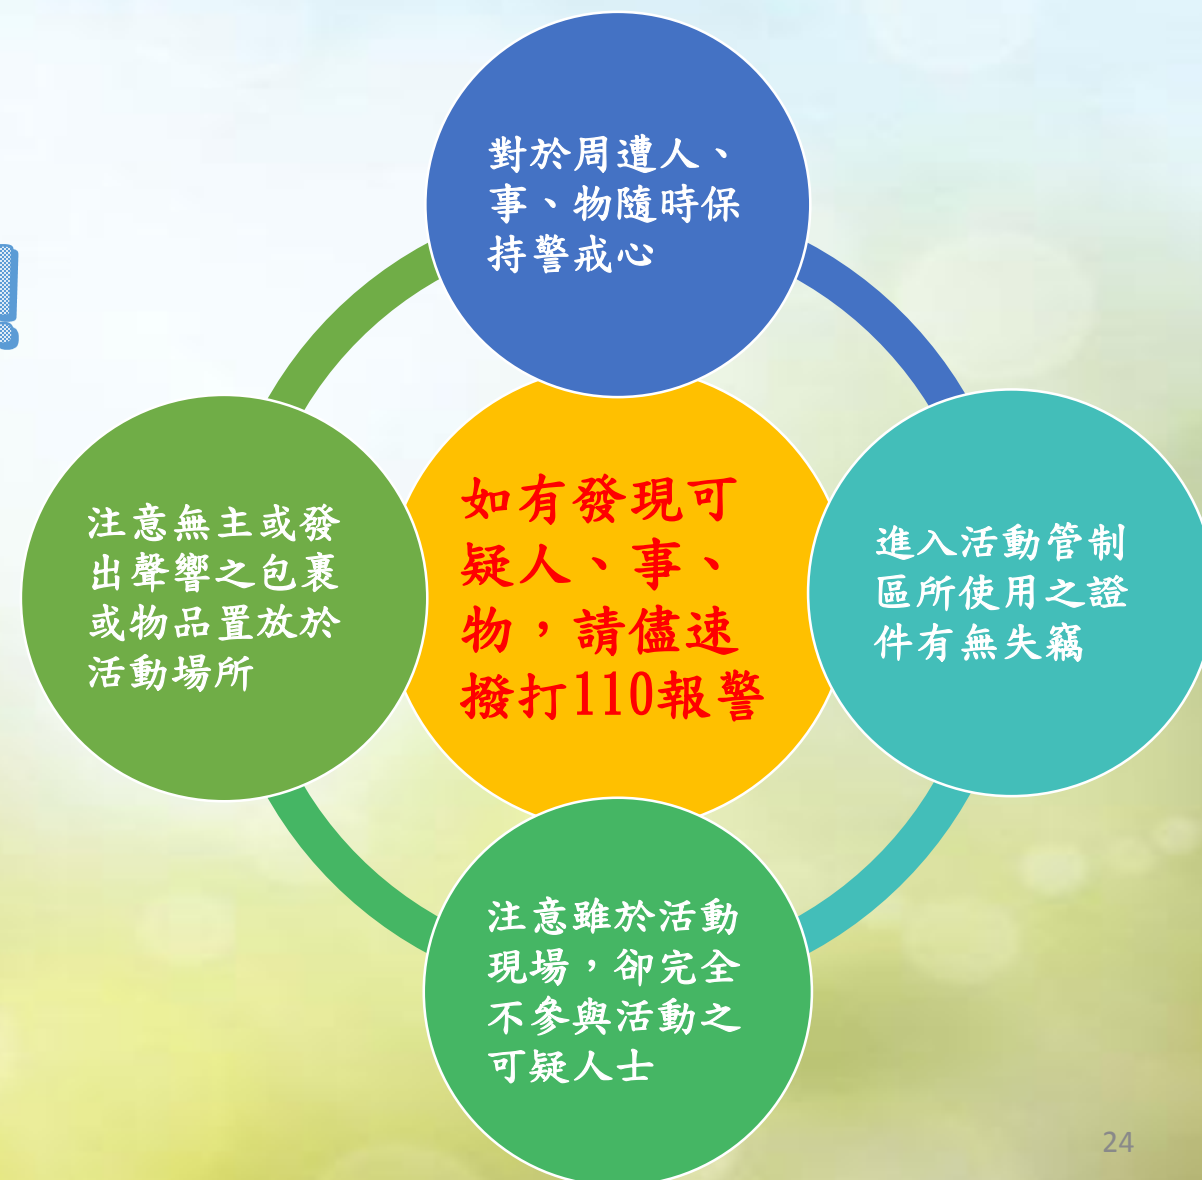 !
對於周遭人、
事、物隨時保
持警戒心
如有發現可
疑人、事、
物，請儘速
撥打110報警
注意無主或發
出聲響之包裹
或物品置放於
活動場所
進入活動管制
區所使用之證
件有無失竊
注意雖於活動
現場，卻完全
不參與活動之
可疑人士
24